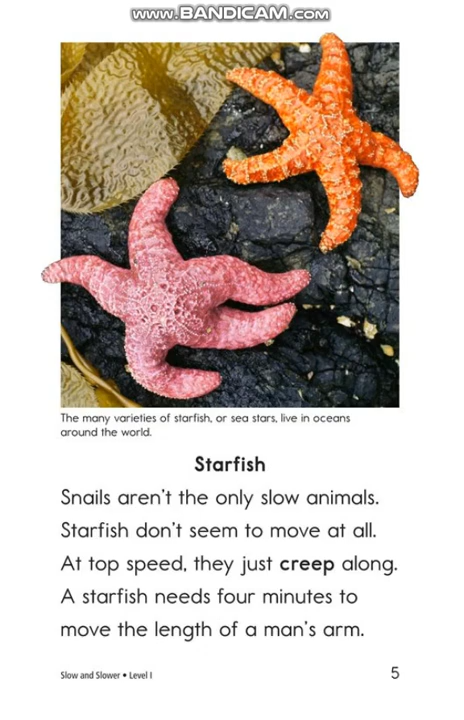 www.BANDICAM.com
The many varieties of starfish, or sea stars, live in oceans
around the world.
Starfish
Snails aren't the only slow animals.
Starfish don't seem to move at all.
At top speed, they just creep along.
A starfish needs four minutes to
move the length of a man's arm.
Slow and Slower • Level I
5